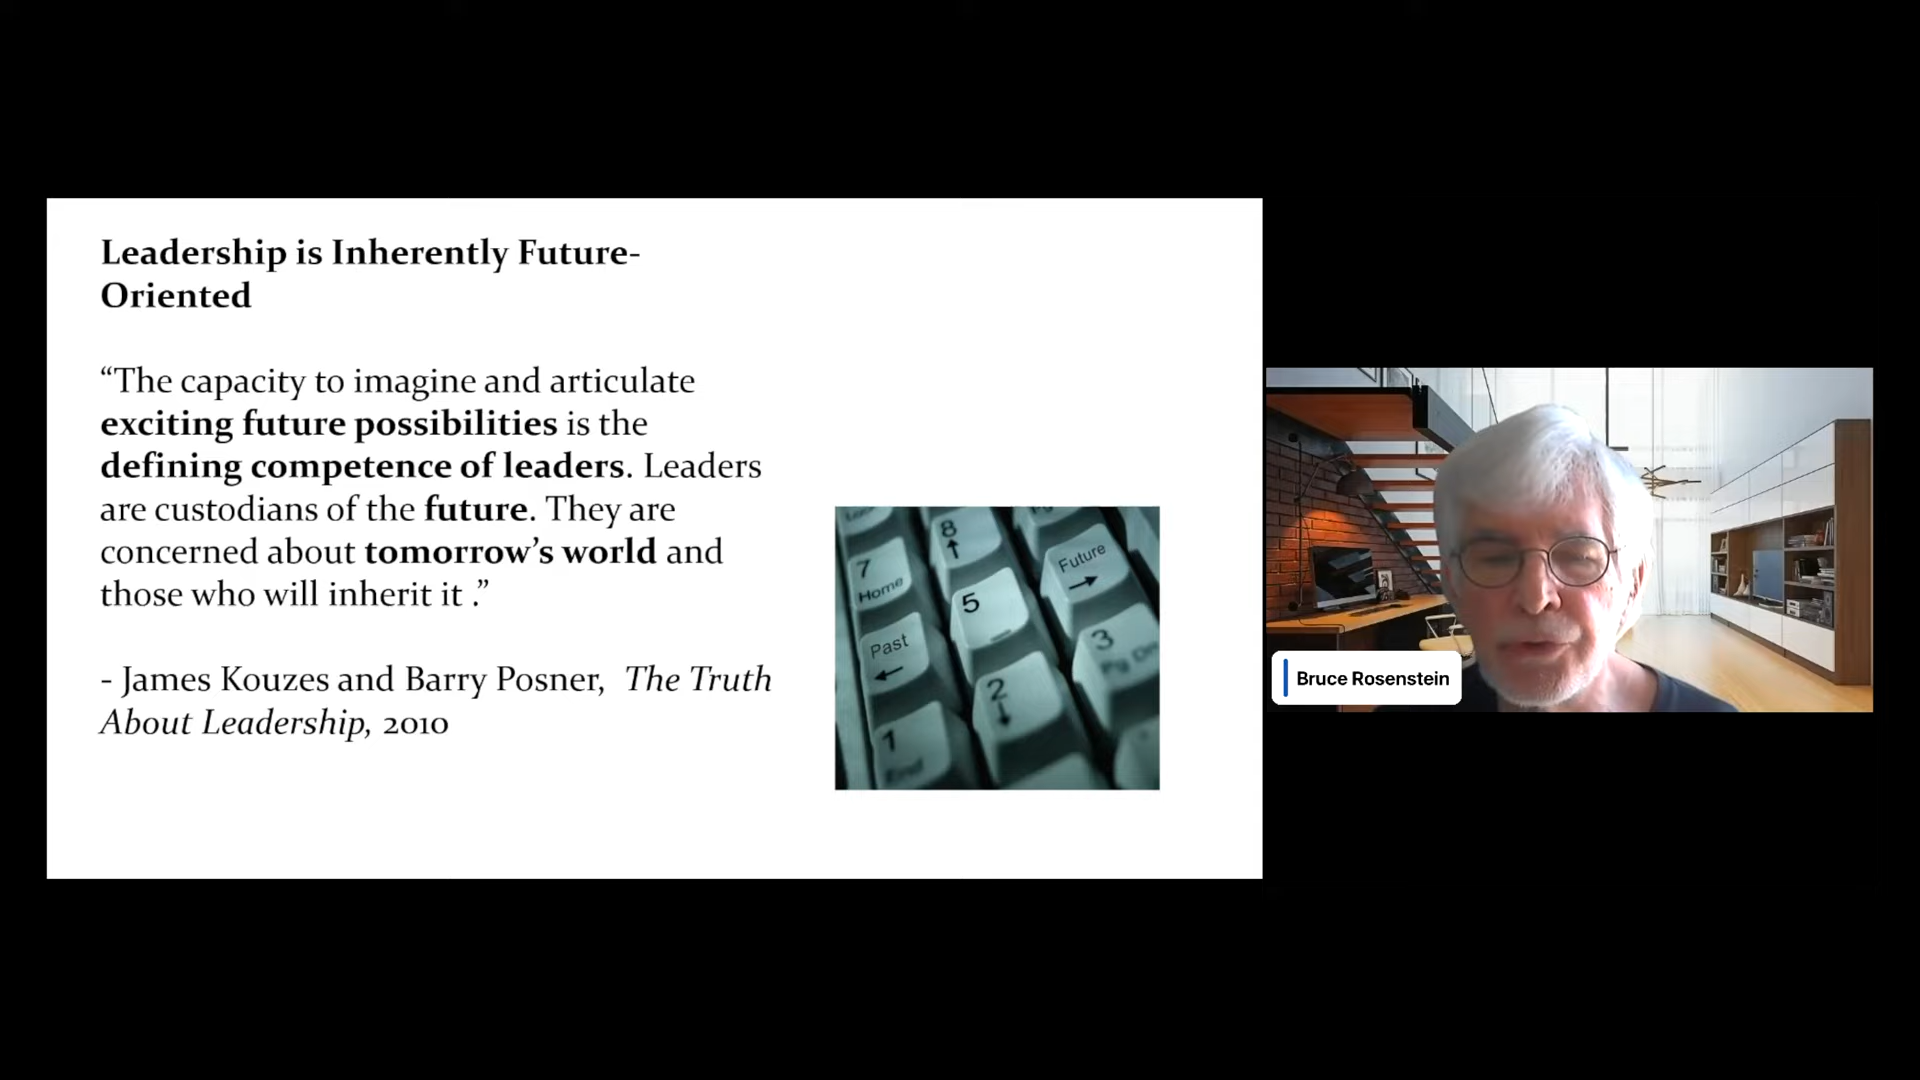 Leadership is Inherently Future-
Oriented
“The capacity to imagine and articulate
exciting future possibilities is the
defining competence of leaders. Leaders
are custodians of the future. They are
concerned about tomorrow’s world and
those who will inherit it .”
- James Kouzes and Barry Posner, The Truth
About Leadership, 2010
8
7
Home
Future
5
Past
3
Pg Dn
2
1
End
Bruce Rosenstein